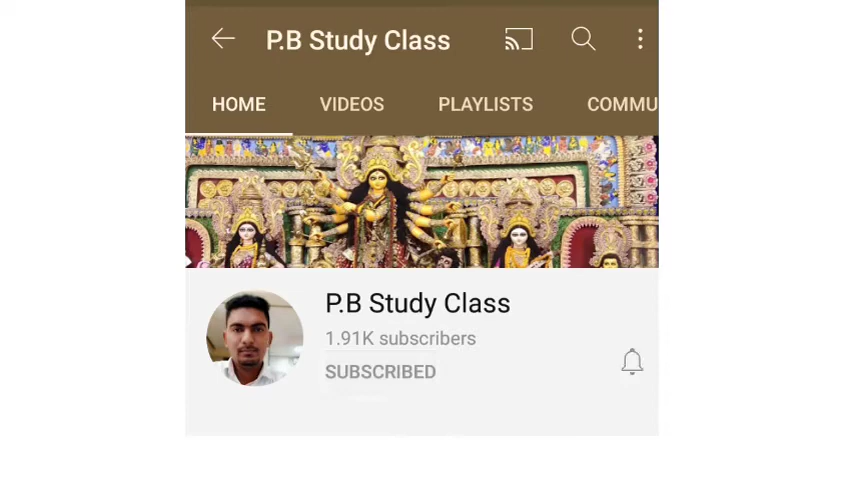 P.B Study Class
HOME VIDEOS PLAYLISTS COMMU
P.B Study Class
1.91K subscribers
SUBSCRIBED